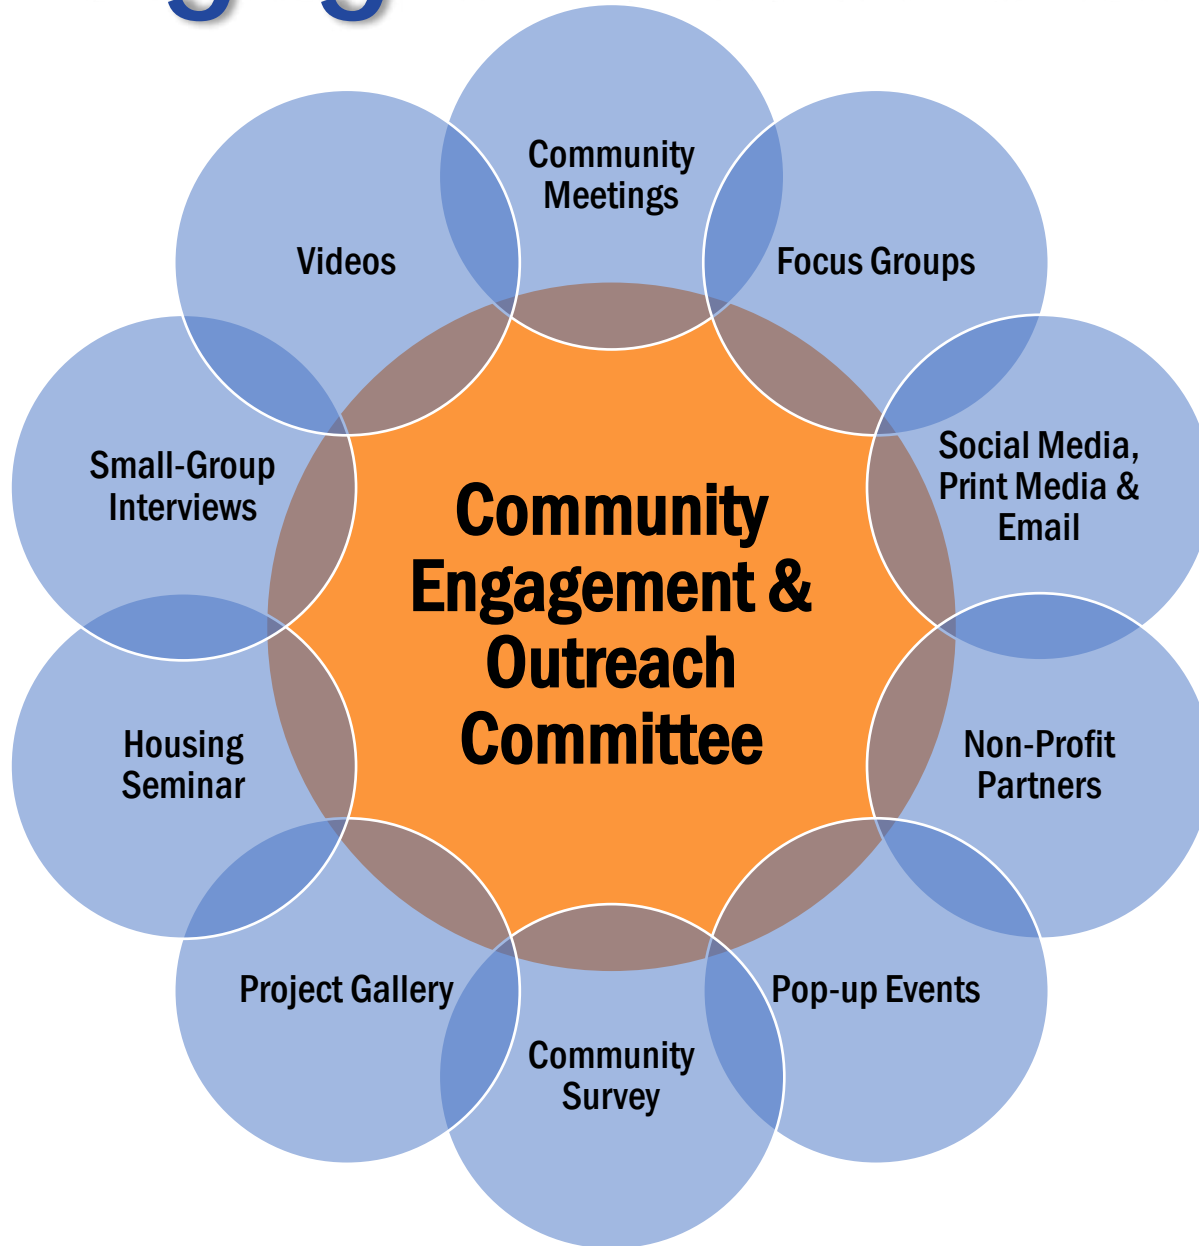 Community
Meetings
Focus Groups
Social Media,
Print Media &
Email
Non-Profit
Partners
Pop-up Events
Community
Survey
Project Gallery
Housing
Seminar
Small-Group
Interviews
Videos
Community
Engagement &
Outreach
Committee